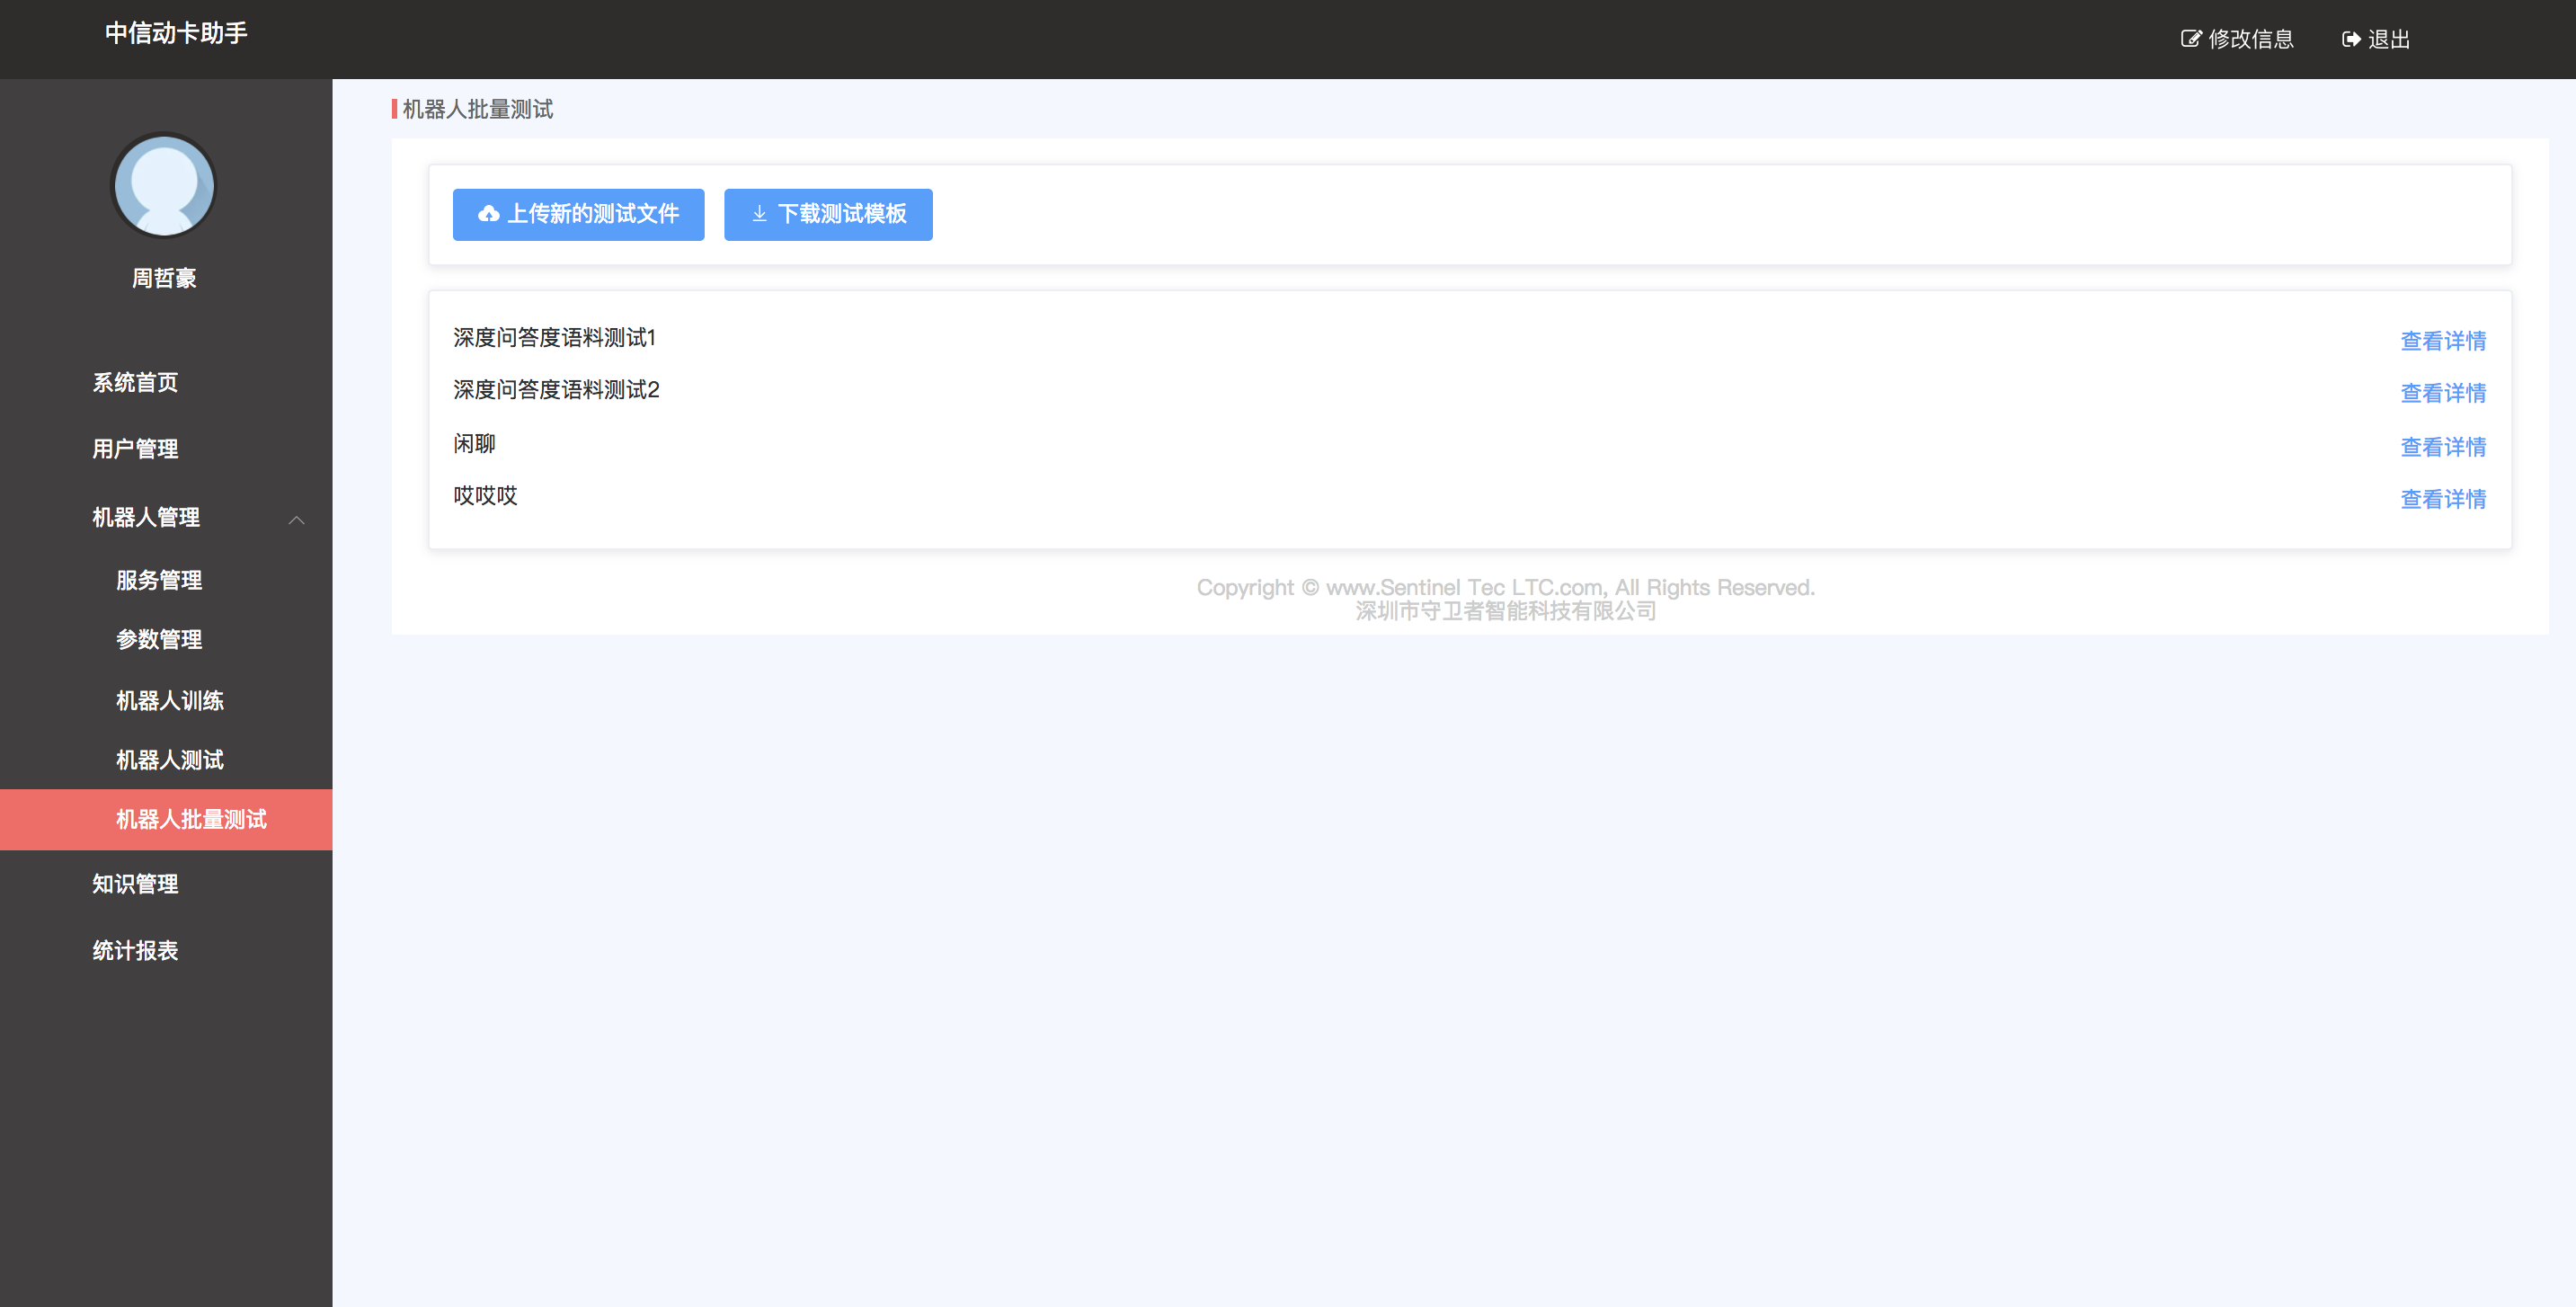 中信动卡助手
修改信息
退出
周哲豪
系统首页
用户管理
机器人管理
服务管理
参数管理
机器人训练
机器人测试
机器人批量测试
知识管理
统计报表
机器人批量测试
上传新的测试文件
下载测试模板
深度问答度语料测试1
查看详情
深度问答度语料测试2
查看详情
闲聊
查看详情
哎哎哎
查看详情
Copyright © www.Sentinel Tec LTC.com, All Rights Reserved.
深圳市守卫者智能科技有限公司